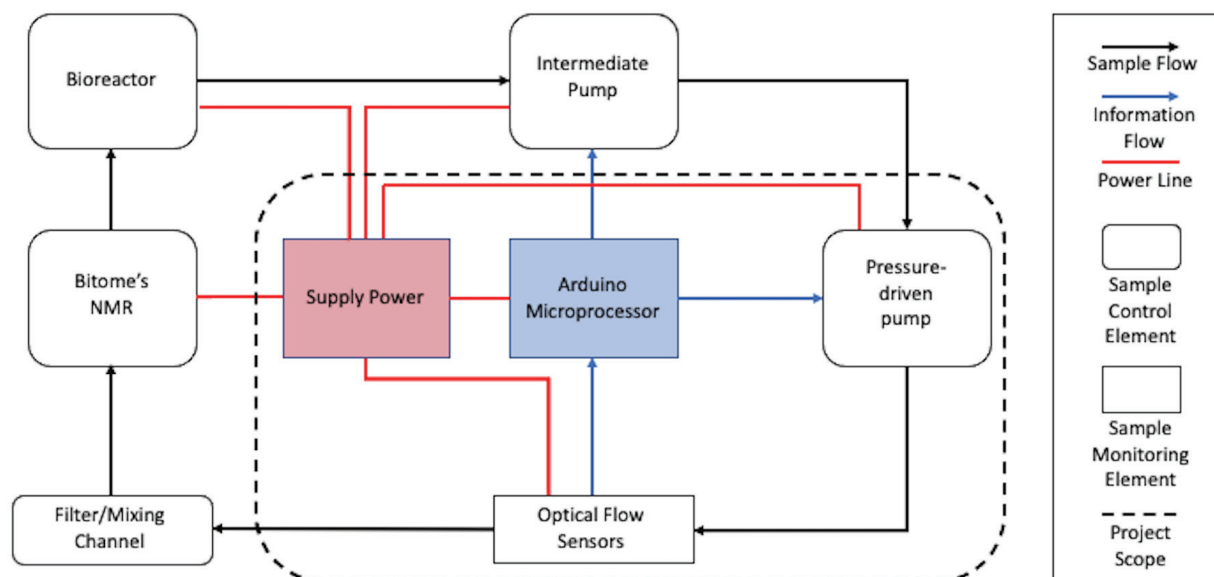 Bioreactor
Intermediate
Pump
Bitome's
NMR
Supply Power
Arduino
Microprocessor
Pressure-
driven
pump
Filter/Mixing
Channel
Optical Flow
Sensors
Sample Flow
Information
Flow
Power Line
Sample
Control
Element
Sample
Monitoring
Element
Project
Scope